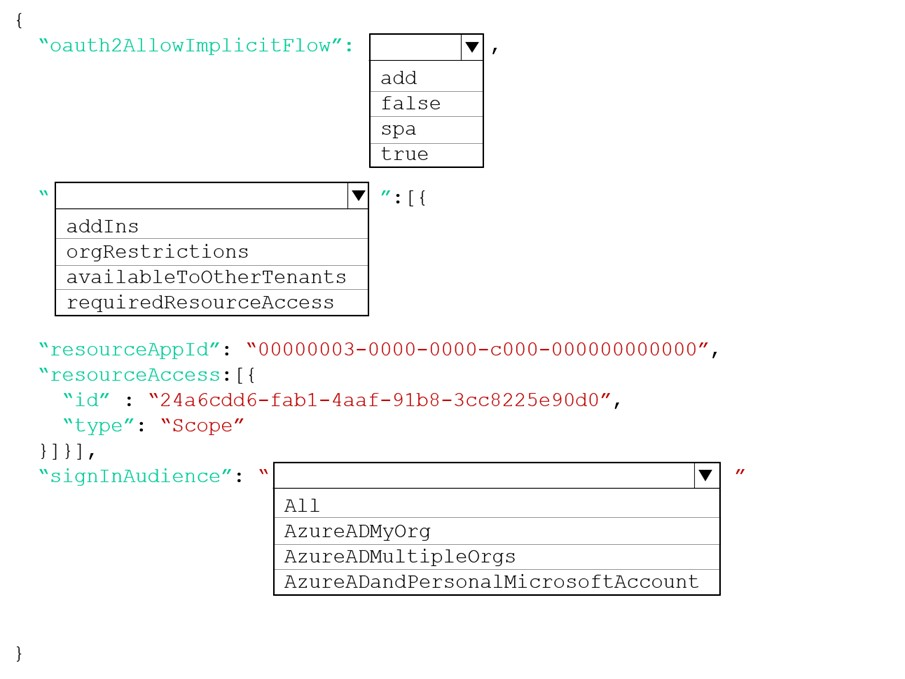 {
“oauth2AllowImplicitFlow”: ,
add
false
spa
true
“ ”:[{
addIns
orgRestrictions
availableToOtherTenants
requiredResourceAccess
“resourceAppId”: “00000003-0000-0000-c000-000000000000”,
“resourceAccess:[{
“id” : “24a6cdd6-fab1-4aaf-91b8-3cc8225e90d0”,
“type”: “Scope”
}]}],
“signInAudience”: “ ”
All
AzureADMyOrg
AzureADMultipleOrgs
AzureADandPersonalMicrosoftAccount
}